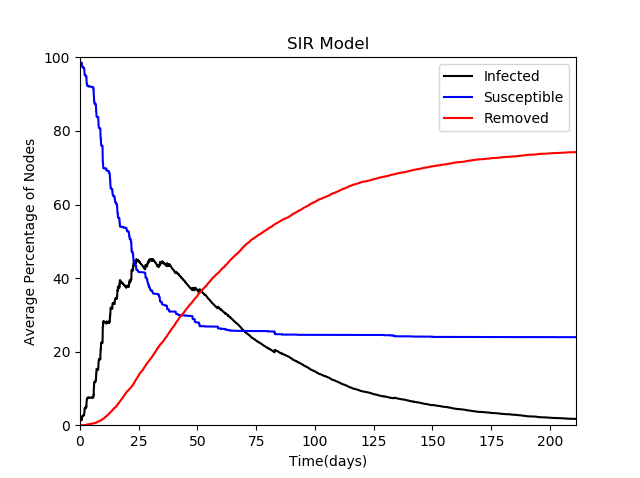 SIR Model
Infected
Susceptible
Removed
Average Percentage of Nodes
100
80
60
40
20
0
0 25 50 75 100 125 150 175 200
Time(days)